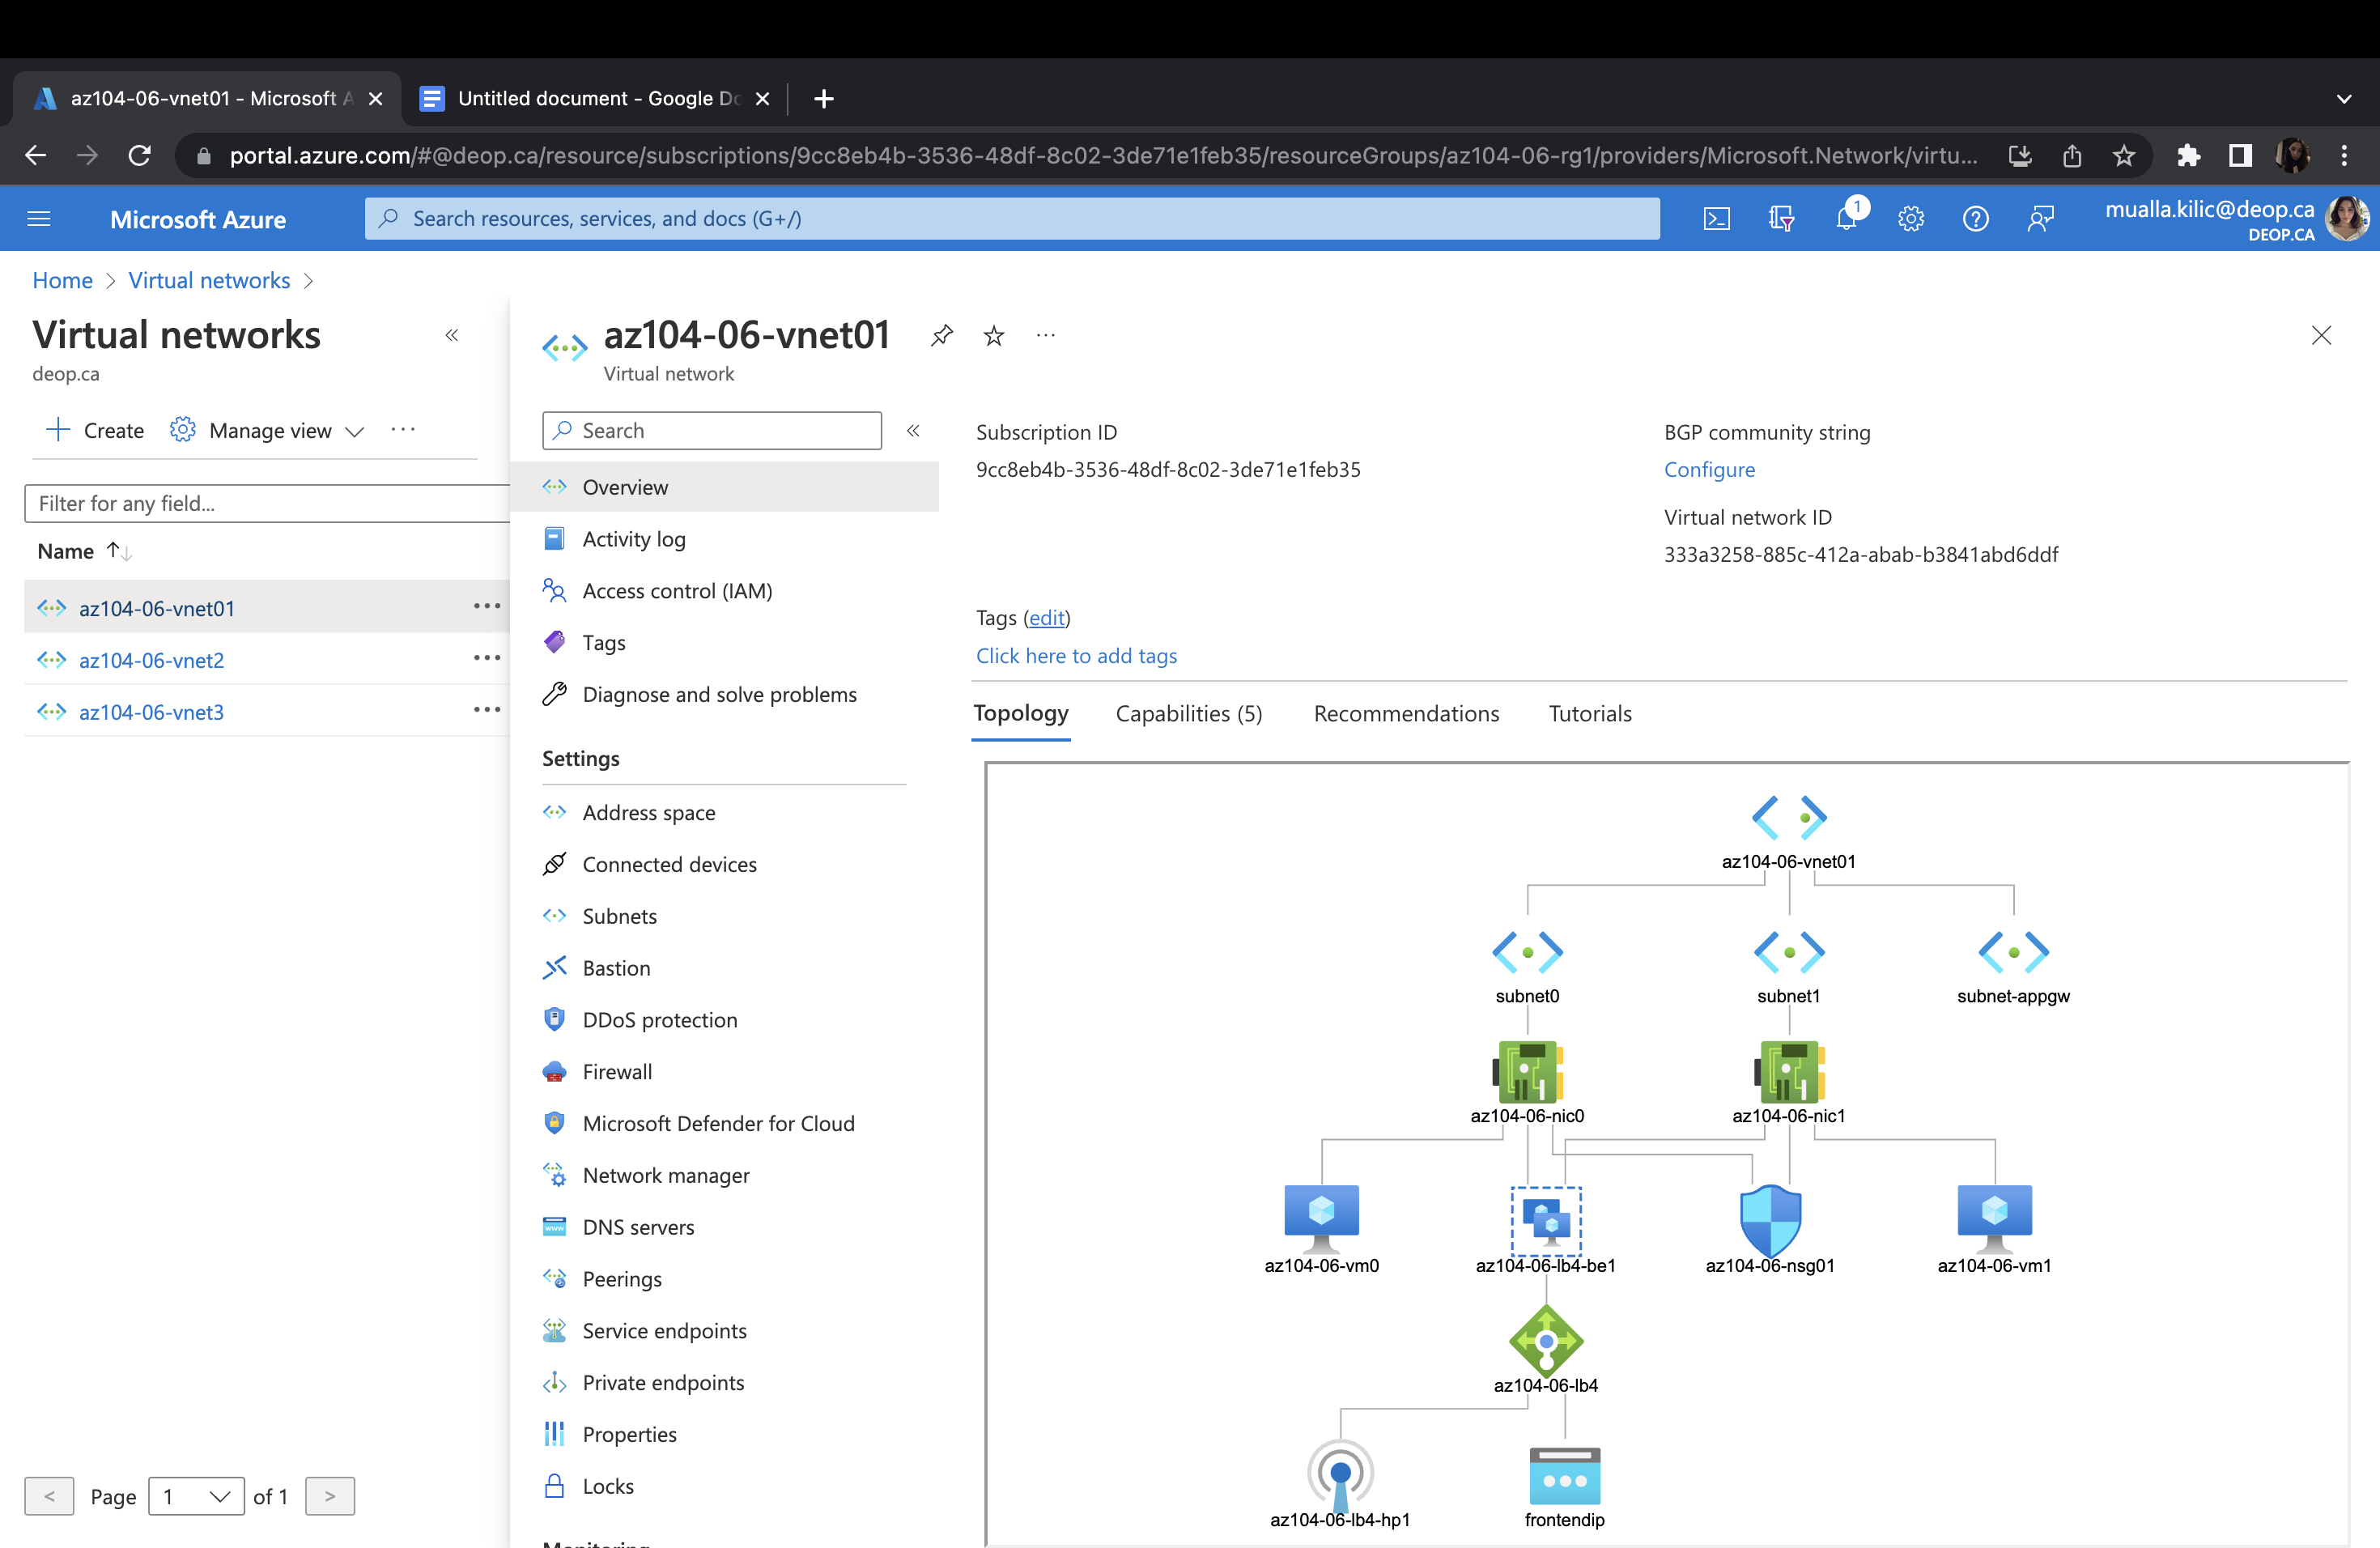 az104-06-vnet01 - Microsoft A
Untitled document - Google Do
portal.azure.com/#@deop.ca/resource/subscriptions/9cc8eb4b-3536-48df-8c02-3de71e1feb35/resourceGroups/az104-06-rg1/providers/Microsoft.Network/virtu...
Microsoft Azure
Search resources, services, and docs (G+/)
1
mualla.kilic@deop.ca
DEOP.CA
Home > Virtual networks >
Virtual networks
deop.ca
Create
Manage view
Filter for any field...
Name
az104-06-vnet01
az104-06-vnet2
az104-06-vnet3
< Page 1 of 1 >
az104-06-vnet01
Virtual network
Search
Overview
Activity log
Access control (IAM)
Tags
Diagnose and solve problems
Settings
Address space
Connected devices
Subnets
Bastion
DDoS protection
Firewall
Microsoft Defender for Cloud
Network manager
DNS servers
Peerings
Service endpoints
Private endpoints
Properties
Locks
Monitoring
Subscription ID
9cc8eb4b-3536-48df-8c02-3de71e1feb35
BGP community string
Configure
Virtual network ID
333a3258-885c-412a-abab-b3841abd6ddf
Tags (edit)
Click here to add tags
Topology
Capabilities (5)
Recommendations
Tutorials
az104-06-vnet01
subnet0
subnet1
subnet-appgw
az104-06-nic0
az104-06-nic1
az104-06-vm0
az104-06-lb4-be1
az104-06-nsg01
az104-06-vm1
az104-06-lb4
az104-06-lb4-hp1
frontendip